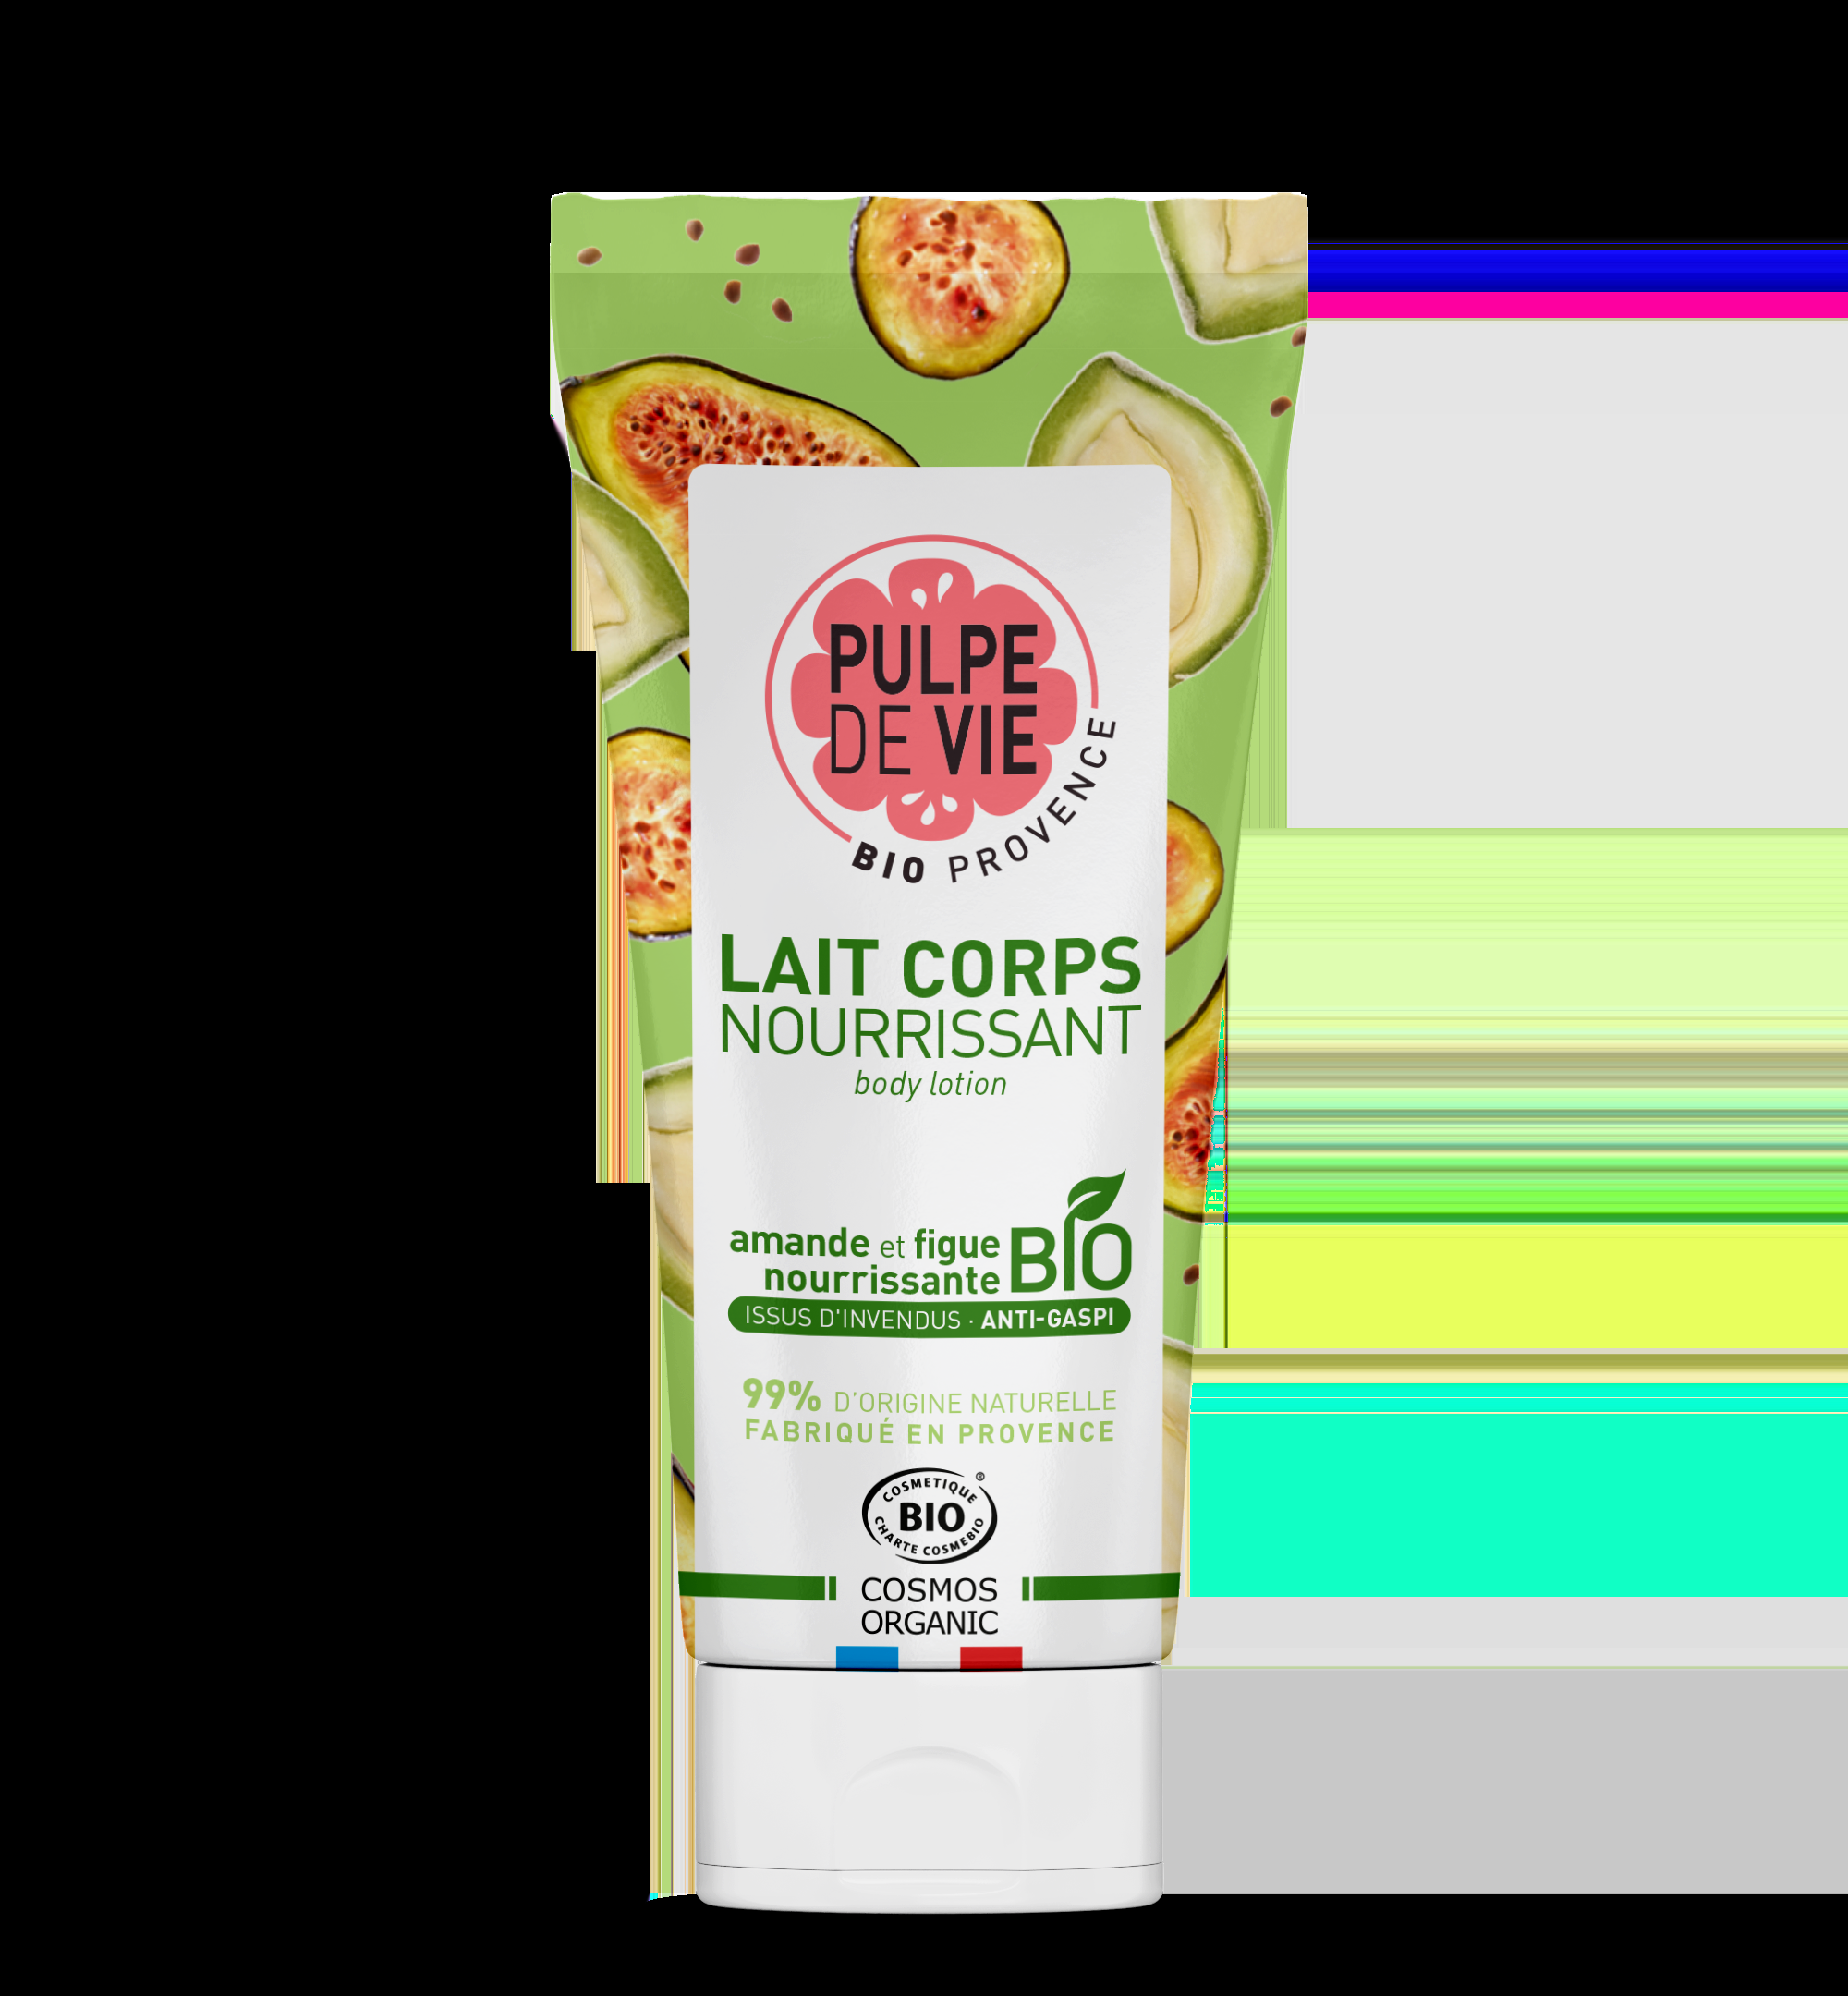 PULPE
DE VIE
BIO PROVENCE
LAIT CORPS
NOURRISSANT
body lotion
amande et figue
nourrissante
BIO
ISSUS D'INVENDUS · ANTI-GASPI
99% D'ORIGINE NATURELLE
FABRIQUÉ EN PROVENCE
COSMETIQUE ®
BIO
CHARTE COSMEBIO
COSMOS
ORGANIC